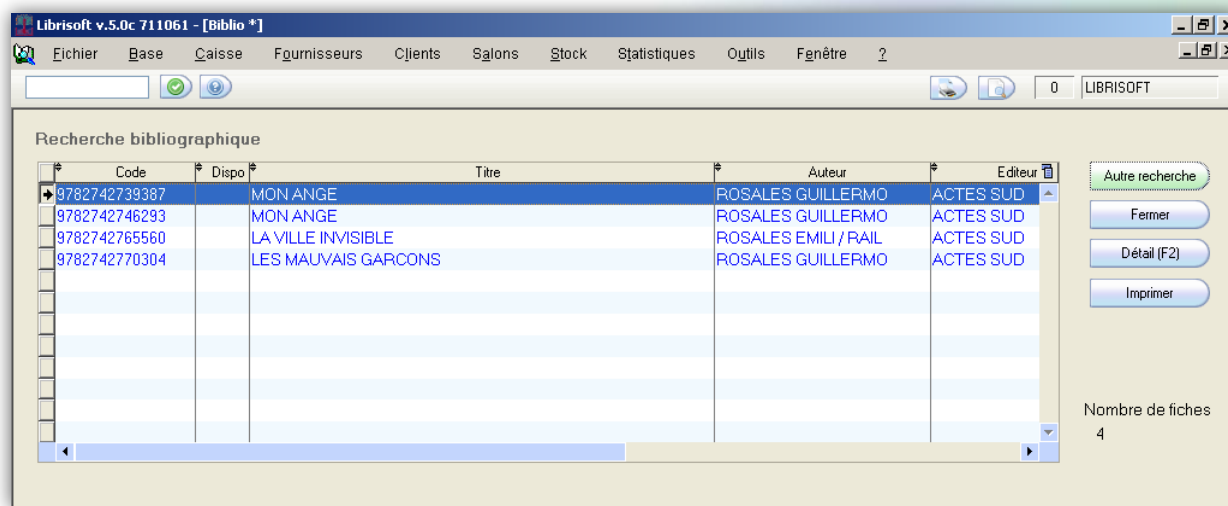 Librisoft v.5.0c 711061 - [Biblio *]
Fichier Base Caisse Fournisseurs Clients Salons Stock Statistiques Outils Fenêtre ?
0 LIBRISOFT
Recherche bibliographique
Code Dispo Titre Auteur Editeur
9782742739387 MON ANGE ROSALES GUILLERMO ACTES SUD
9782742746293 MON ANGE ROSALES GUILLERMO ACTES SUD
9782742765560 LA VILLE INVISIBLE ROSALES EMILI / RAIL ACTES SUD
9782742770304 LES MAUVAIS GARCONS ROSALES GUILLERMO ACTES SUD
Autre recherche
Fermer
Détail (F2)
Imprimer
Nombre de fiches
4